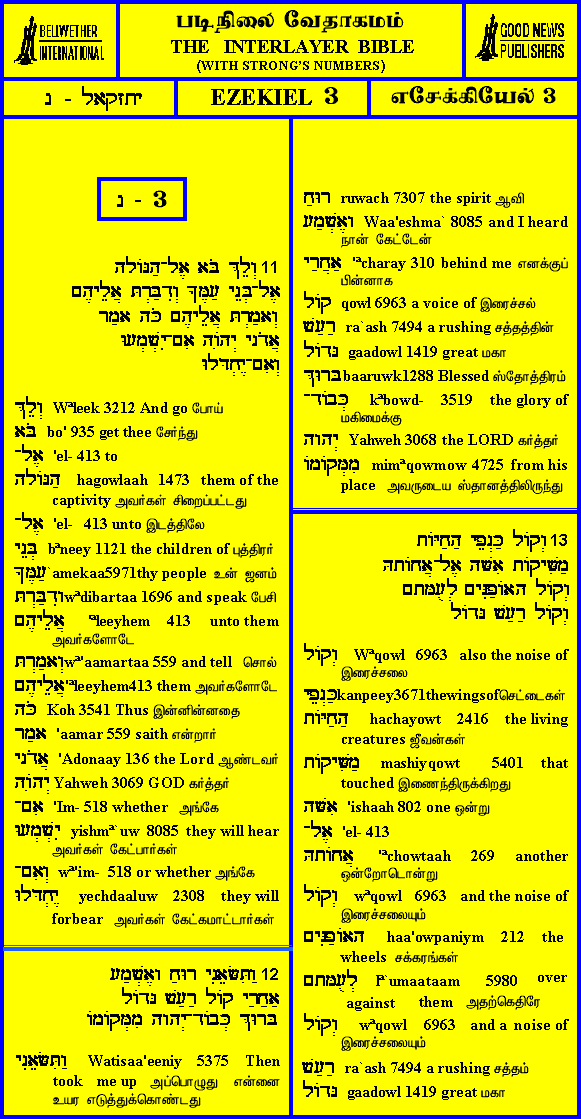 BELLWETHER
INTERNATIONAL
படிநிலை வேதாகமம்
THE INTERLAYER BIBLE
(WITH STRONG'S NUMBERS)
GOOD NEWS
PUBLISHERS
יחזקאל - נ
EZEKIEL 3
எசேக்கியேல் 3
נ - 3
11 וְלֵךְ בֹּא אֶל־הַגּוֹלָה
אֶל־בְּנֵי עַמֶּךָ וְדִבַּרְתָּ אֲלֵיהֶם
וְאָמַרְתָּ אֲלֵיהֶם כֹּה אָמַר
אֲדֹנָי יְהוִה אִם־יִשְׁמְעוּ
וְאִם־יֶחְדָּלוּ
וְלֵךְ Wªleek 3212 And go போய்
בֹּא bo' 935 get thee சேர்ந்து
אֶל־ 'el- 413 to
הַגּוֹלָה hagowlaah 1473 them of the
captivity அவர்கள் சிறைப்பட்டது
אֶל־ 'el- 413 unto இடத்திலே
בְּנֵי bªneey 1121 the children of புத்திரர்
עַמֶּךָ `amekaa5971thy people உன் ஜனம்
וְדִבַּרְתָּ wªdibartaa 1696 and speak பேசி
אֲלֵיהֶם ªleeyhem 413 unto them
அவர்களோடே
וְאָמַרְתָּ wª'aamartaa 559 and tell சொல்
אֲלֵיהֶם 'ªleeyhem413 them அவர்களோடே
כֹּה Koh 3541 Thus இன்னின்னதை
אָמַר 'aamar 559 saith என்றார்
אֲדֹנָי 'Adonaay 136 the Lord ஆண்டவர்
יְהוִה Yahweh 3069 GOD கர்த்தர்
אִם־ 'Im- 518 whether அங்கே
יִשְׁמְעוּ yishmª`uw 8085 they will hear
அவர்கள் கேட்பார்கள்
וְאִם־ wª'im- 518 or whether அங்கே
יֶחְדָּלוּ yechdaaluw 2308 they will
forbear அவர்கள் கேட்கமாட்டார்கள்
12 וַתִּשָּׂאֵנִי רוּחַ וָאֶשְׁמַע
אַחֲרַי קוֹל רַעַשׁ גָּדוֹל
בָּרוּךְ כְּבוֹד־יְהוָה מִמְּקוֹמוֹ
וַתִּשָּׂאֵנִי Watisaa'eeniy 5375 Then
took me up அப்பொழுது என்னை
உயர எடுத்துக்கொண்டது
רוּחַ ruwach 7307 the spirit ஆவி
וָאֶשְׁמַע Waa'eshma` 8085 and I heard
நான் கேட்டேன்
אַחֲרַי 'ªcharay 310 behind me எனக்குப்
பின்னாக
קוֹל qowl 6963 a voice of இரைச்சல்
רַעַשׁ ra`ash 7494 a rushing சத்தத்தின்
גָּדוֹל gaadowl 1419 great மகா
בָּרוּךְ baaruwk1288 Blessed ஸ்தோத்திரம்
כְּבוֹד־ kªbowd- 3519 the glory of
மகிமைக்கு
יְהוָה Yahweh 3068 the LORD கர்த்தர்
מִמְּקוֹמוֹ mimªqowmow 4725 from his
place அவருடைய ஸ்தானத்திலிருந்து
13 וְקוֹל כַּנְפֵי הַחַיּוֹת
מַשִּׁיקוֹת אִשָּׁה אֶל־אֲחוֹתָהּ
וְקוֹל הָאוֹפַנִּים לְעֻמָּתָם
וְקוֹל רַעַשׁ גָּדוֹל
וְקוֹל Wªqowl 6963 also the noise of
இரைச்சலை
כַּנְפֵי kanpeey3671thewingsofசெட்டைகள்
הַחַיּוֹת hachayowt 2416 the living
creatures ஜீவன்கள்
מַשִּׁיקוֹת mashiyqowt 5401 that
touched இணைந்திருக்கிறது
אִשָּׁה 'ishaah 802 one ஒன்று
אֶל־ 'el- 413
אֲחוֹתָהּ 'ªchowtaah 269 another
ஒன்றோடொன்று
וְקוֹל wªqowl 6963 and the noise of
இரைச்சலையும்
הָאוֹפַנִּים haa'owpaniym 212 the
wheels சக்கரங்கள்
לְעֻמָּתָם lª`umaataam 5980 over
against them அதற்கெதிரே
וְקוֹל wªqowl 6963 and a noise of
இரைச்சலையும்
רַעַשׁ ra`ash 7494 a rushing சத்தம்
גָּדוֹל gaadowl 1419 great மகா